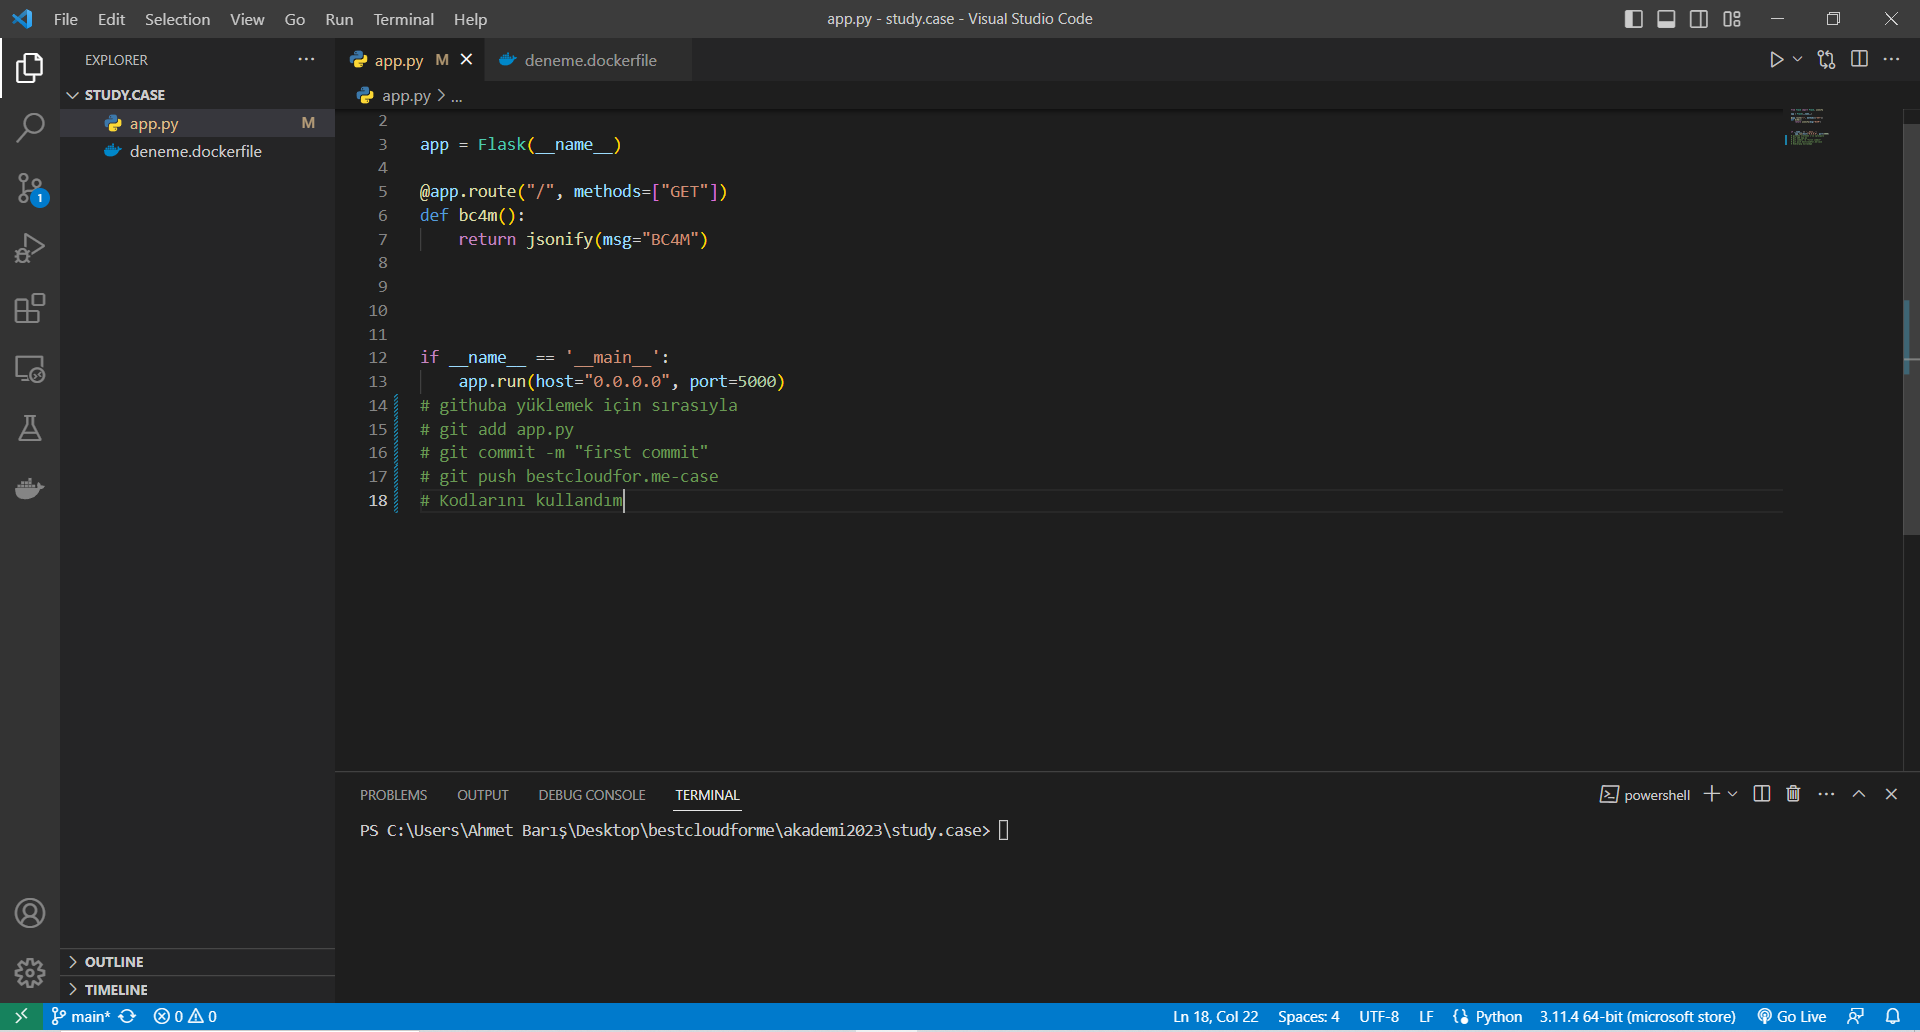 File Edit Selection View Go Run Terminal Help
app.py - study.case - Visual Studio Code
EXPLORER
STUDY.CASE
app.py M
deneme.dockerfile
OUTLINE
TIMELINE
app.py M
deneme.dockerfile
app.py > ...
2
3 app = Flask(__name__)
4
5 @app.route("/", methods=["GET"])
6 def bc4m():
7 return jsonify(msg="BC4M")
8
9
10
11
12 if __name__ == '__main__':
13 app.run(host="0.0.0.0", port=5000)
14 # githuba yüklemek için sırasıyla
15 # git add app.py
16 # git commit -m "first commit"
17 # git push bestcloudfor.me-case
18 # Kodlarını kullandım
PROBLEMS OUTPUT DEBUG CONSOLE TERMINAL
powershell
PS C:\Users\Ahmet Barış\Desktop\bestcloudforme\akademi2023\study.case>
1
main* 0 0
Ln 18, Col 22 Spaces: 4 UTF-8 LF Python 3.11.4 64-bit (microsoft store) Go Live